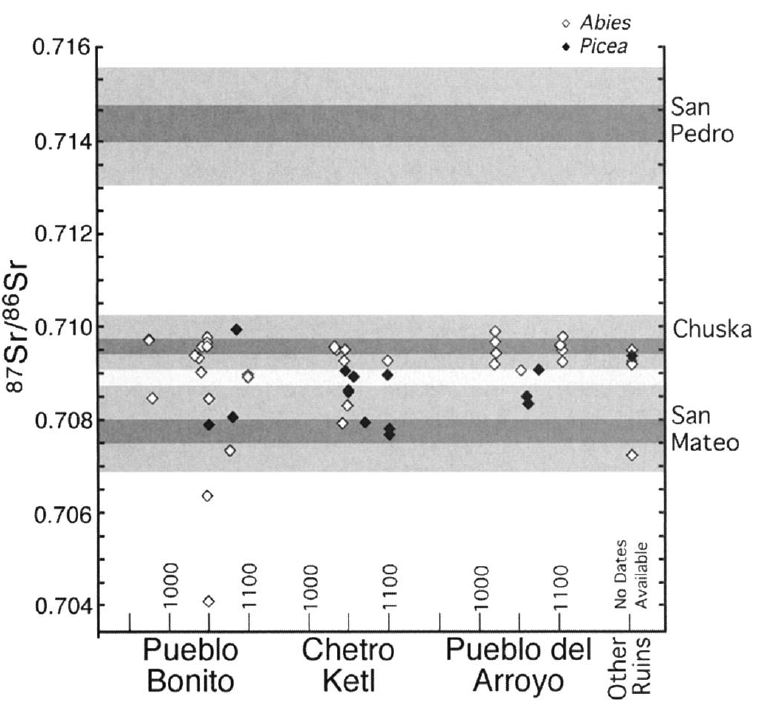 Abies
Picea
0.716
0.714
0.712
0.710
0.708
0.706
0.704
87Sr/86Sr
San
Pedro
Chuska
San
Mateo
1000
1100
1000
1100
1000
1100
No Dates
Available
Pueblo
Bonito
Chetro
Ketl
Pueblo del
Arroyo
Other
Ruins